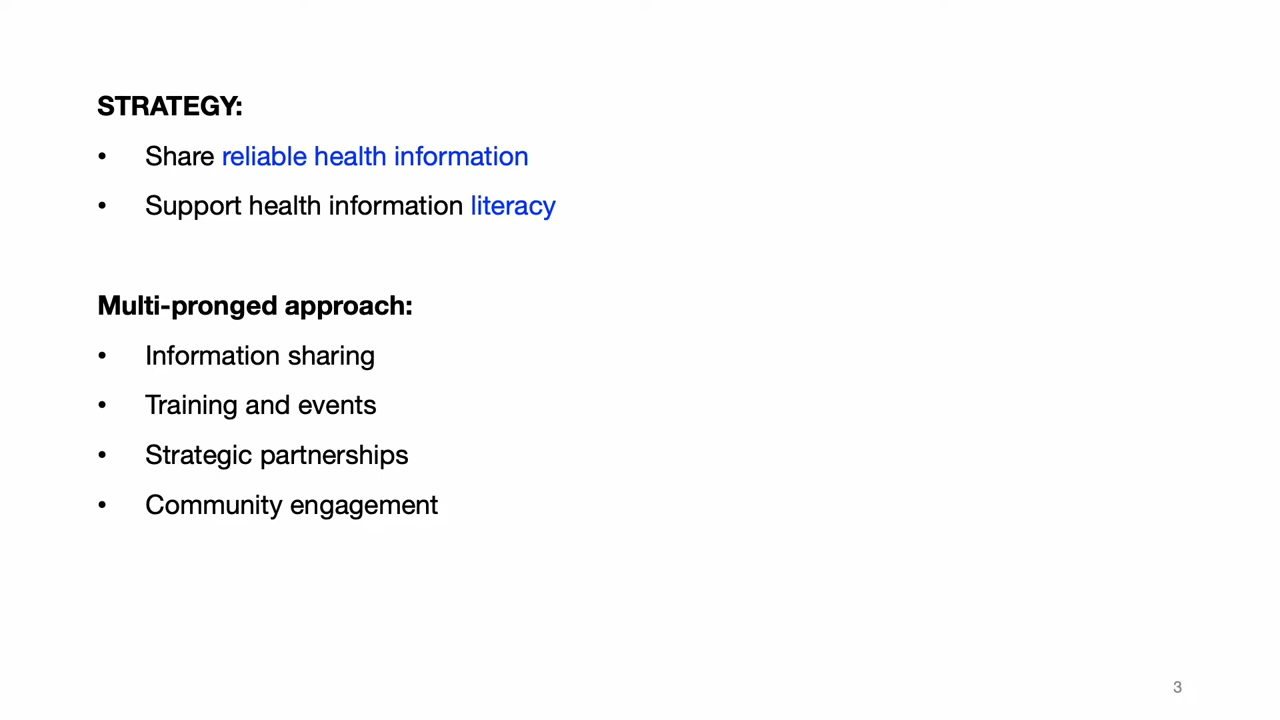 STRATEGY:
• Share reliable health information
• Support health information literacy
Multi-pronged approach:
• Information sharing
• Training and events
• Strategic partnerships
• Community engagement
3